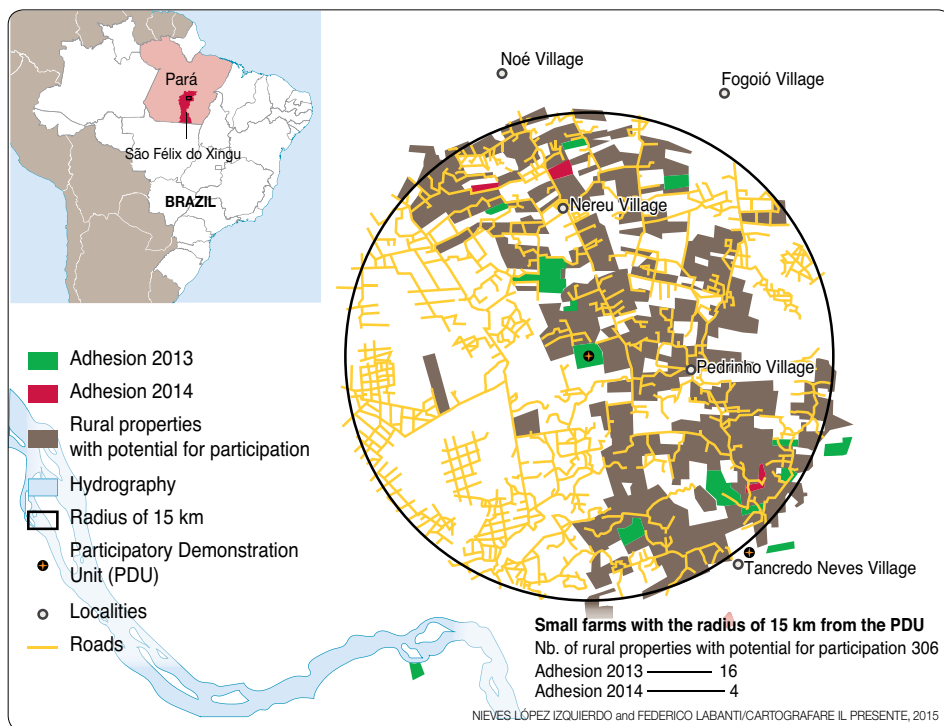 Pará
São Félix do Xingu
BRAZIL
Noé Village
Fogoió Village
Nereu Village
Pedrinho Village
Tancredo Neves Village
Adhesion 2013
Adhesion 2014
Rural properties
with potential for participation
Hydrography
Radius of 15 km
Participatory Demonstration
Unit (PDU)
Localities
Roads
Small farms with the radius of 15 km from the PDU
Nb. of rural properties with potential for participation 306
Adhesion 2013 16
Adhesion 2014 4
NIEVES LÓPEZ IZQUIERDO and FEDERICO LABANTI/CARTOGRAFARE IL PRESENTE, 2015